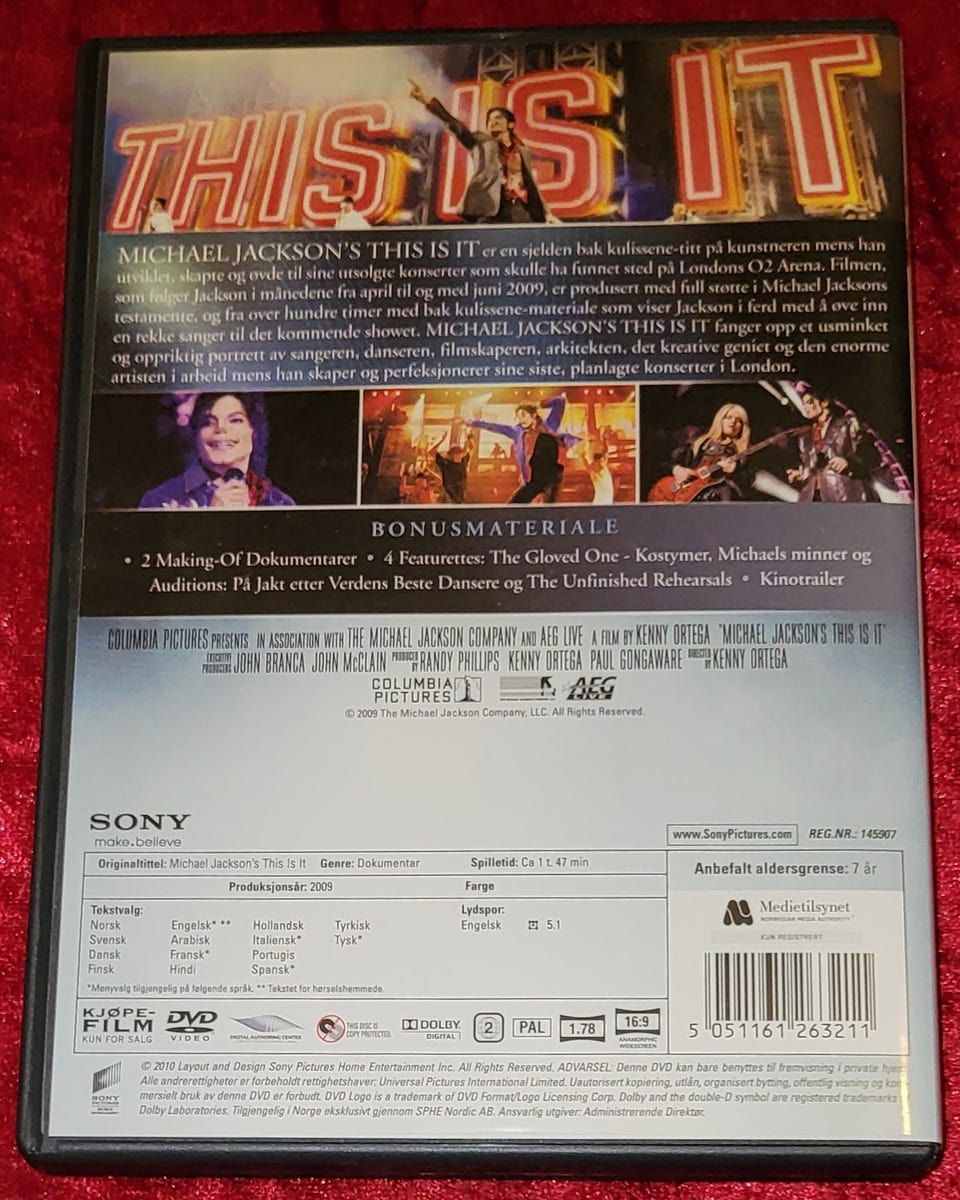 THIS IS IT
MICHAEL JACKSON'S THIS IS IT er en sjelden bak kulissene-titt på kunstneren mens han
utviklet, skapte og øvde til sine utsolgte konserter som skulle ha funnet sted på Londons O2 Arena. Filmen,
som følger Jackson i månedene fra april til og med juni 2009, er produsert med full støtte i Michael Jacksons
testamente, og fra over hundre timer med bak kulissene-materiale som viser Jackson i ferd med å øve inn
en rekke sanger til det kommende showet. MICHAEL JACKSON'S THIS IS IT fanger opp et usminket
og oppriktig portrett av sangeren, danseren, filmskaperen, arkitekten, det kreative geniet og den enorme
artisten i arbeid mens han skaper og perfeksjonerer sine siste, planlagte konserter i London.
BONUSMATERIALE
• 2 Making-Of Dokumentarer • 4 Featurettes: The Gloved One - Kostymer, Michaels minner og
Auditions: På Jakt etter Verdens Beste Dansere og The Unfinished Rehearsals • Kinotrailer
COLUMBIA PICTURES PRESENTS IN ASSOCIATION WITH THE MICHAEL JACKSON COMPANY AND AEG LIVE A FILM BY KENNY ORTEGA "MICHAEL JACKSON'S THIS IS IT"
EXECUTIVE PRODUCERS JOHN BRANCA JOHN McCLAIN PRODUCED BY RANDY PHILLIPS KENNY ORTEGA PAUL GONGAWARE DIRECTED BY KENNY ORTEGA
COLUMBIA PICTURES AEG
© 2009 The Michael Jackson Company, LLC. All Rights Reserved.
SONY
make.believe
www.SonyPictures.com REG.NR.: 145907
Originaltittel: Michael Jackson's This Is It Genre: Dokumentar Spilletid: Ca 1 t. 47 min
Produksjonsår: 2009 Farge
Tekstvalg: Lydspor:
Norsk Engelsk* ** Hollandsk Tyrkisk Engelsk 5.1
Svensk Arabisk Italiensk* Tysk*
Dansk Fransk* Portugis
Finsk Hindi Spansk*
*Menyvalg tilgjengelig på følgende språk. ** Tekstet for hørselshemmede.
Anbefalt aldersgrense: 7 år
Medietilsynet
NORWEGIAN MEDIA AUTHORITY
KUN REGISTRERT
5 051161 263211
KJØPE-
FILM
KUN FOR SALG
DVD
VIDEO
DIGITAL AUTHORING CENTER
THIS DISC IS
COPY PROTECTED.
DOLBY
DIGITAL
2
PAL
1.78
16:9
ANAMORPHIC
WIDESCREEN
SONY
PICTURES
© 2010 Layout and Design Sony Pictures Home Entertainment Inc. All Rights Reserved. ADVARSEL: Denne DVD kan bare benyttes til fremvisning i private hjem
Alle andrerettigheter er forbeholdt rettighetshaver: Universal Pictures International Limited. Uautorisert kopiering, utlån, organisert bytting, offentlig visning og kom
mersielt bruk av denne DVD er forbudt. DVD Logo is a trademark of DVD Format/Logo Licensing Corp. Dolby and the double-D symbol are registered trademarks
Dolby Laboratories. Tilgjengelig i Norge eksklusivt gjennom SPHE Nordic AB. Ansvarlig utgiver: Administrerende Direktør.